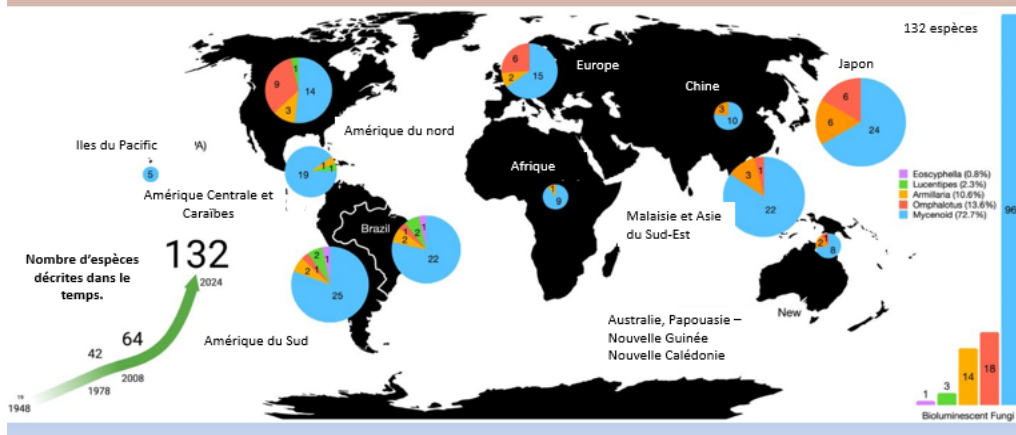 132 espèces
Japon
6
6
24
Europe
6
2
15
Chine
3
10
1
9
3
14
Amérique du nord
Iles du Pacific
5
1
1
19
Amérique Centrale et
Caraïbes
Afrique
1
9
Malaisie et Asie
du Sud-Est
3
1
22
Eoscyphella (0.8%)
Lucentipes (2.3%)
Armillaria (10.6%)
Omphalotus (13.6%)
Mycenoid (72.7%)
96
Brazil
1
2
2
1
22
2
1
2
1
25
2
1
8
New
Nombre d'espèces
décrites dans le
temps.
132
2024
64
2008
42
1978
19
1948
Amérique du Sud
Australie, Papouasie –
Nouvelle Guinée
Nouvelle Calédonie
1
3
14
18
Bioluminescent Fungi